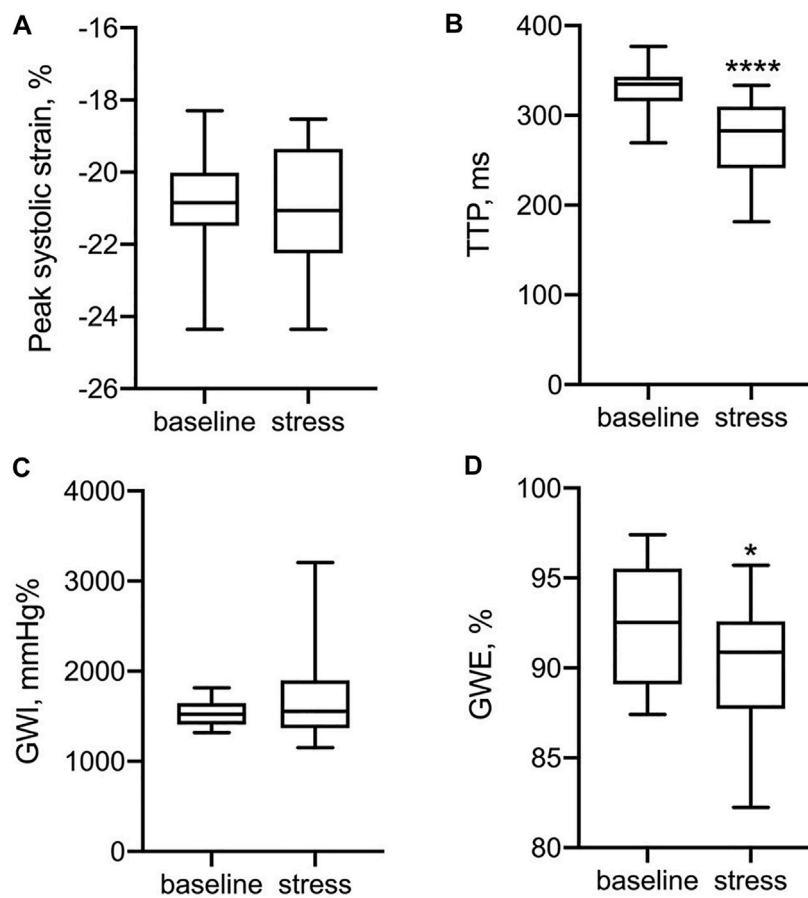 A
Peak systolic strain, %
-16
-18
-20
-22
-24
-26
baseline stress
B
TTP, ms
400
300
200
100
0
****
baseline stress
C
GWI, mmHg%
4000
3000
2000
1000
0
baseline stress
D
GWE, %
100
95
90
85
80
*
baseline stress